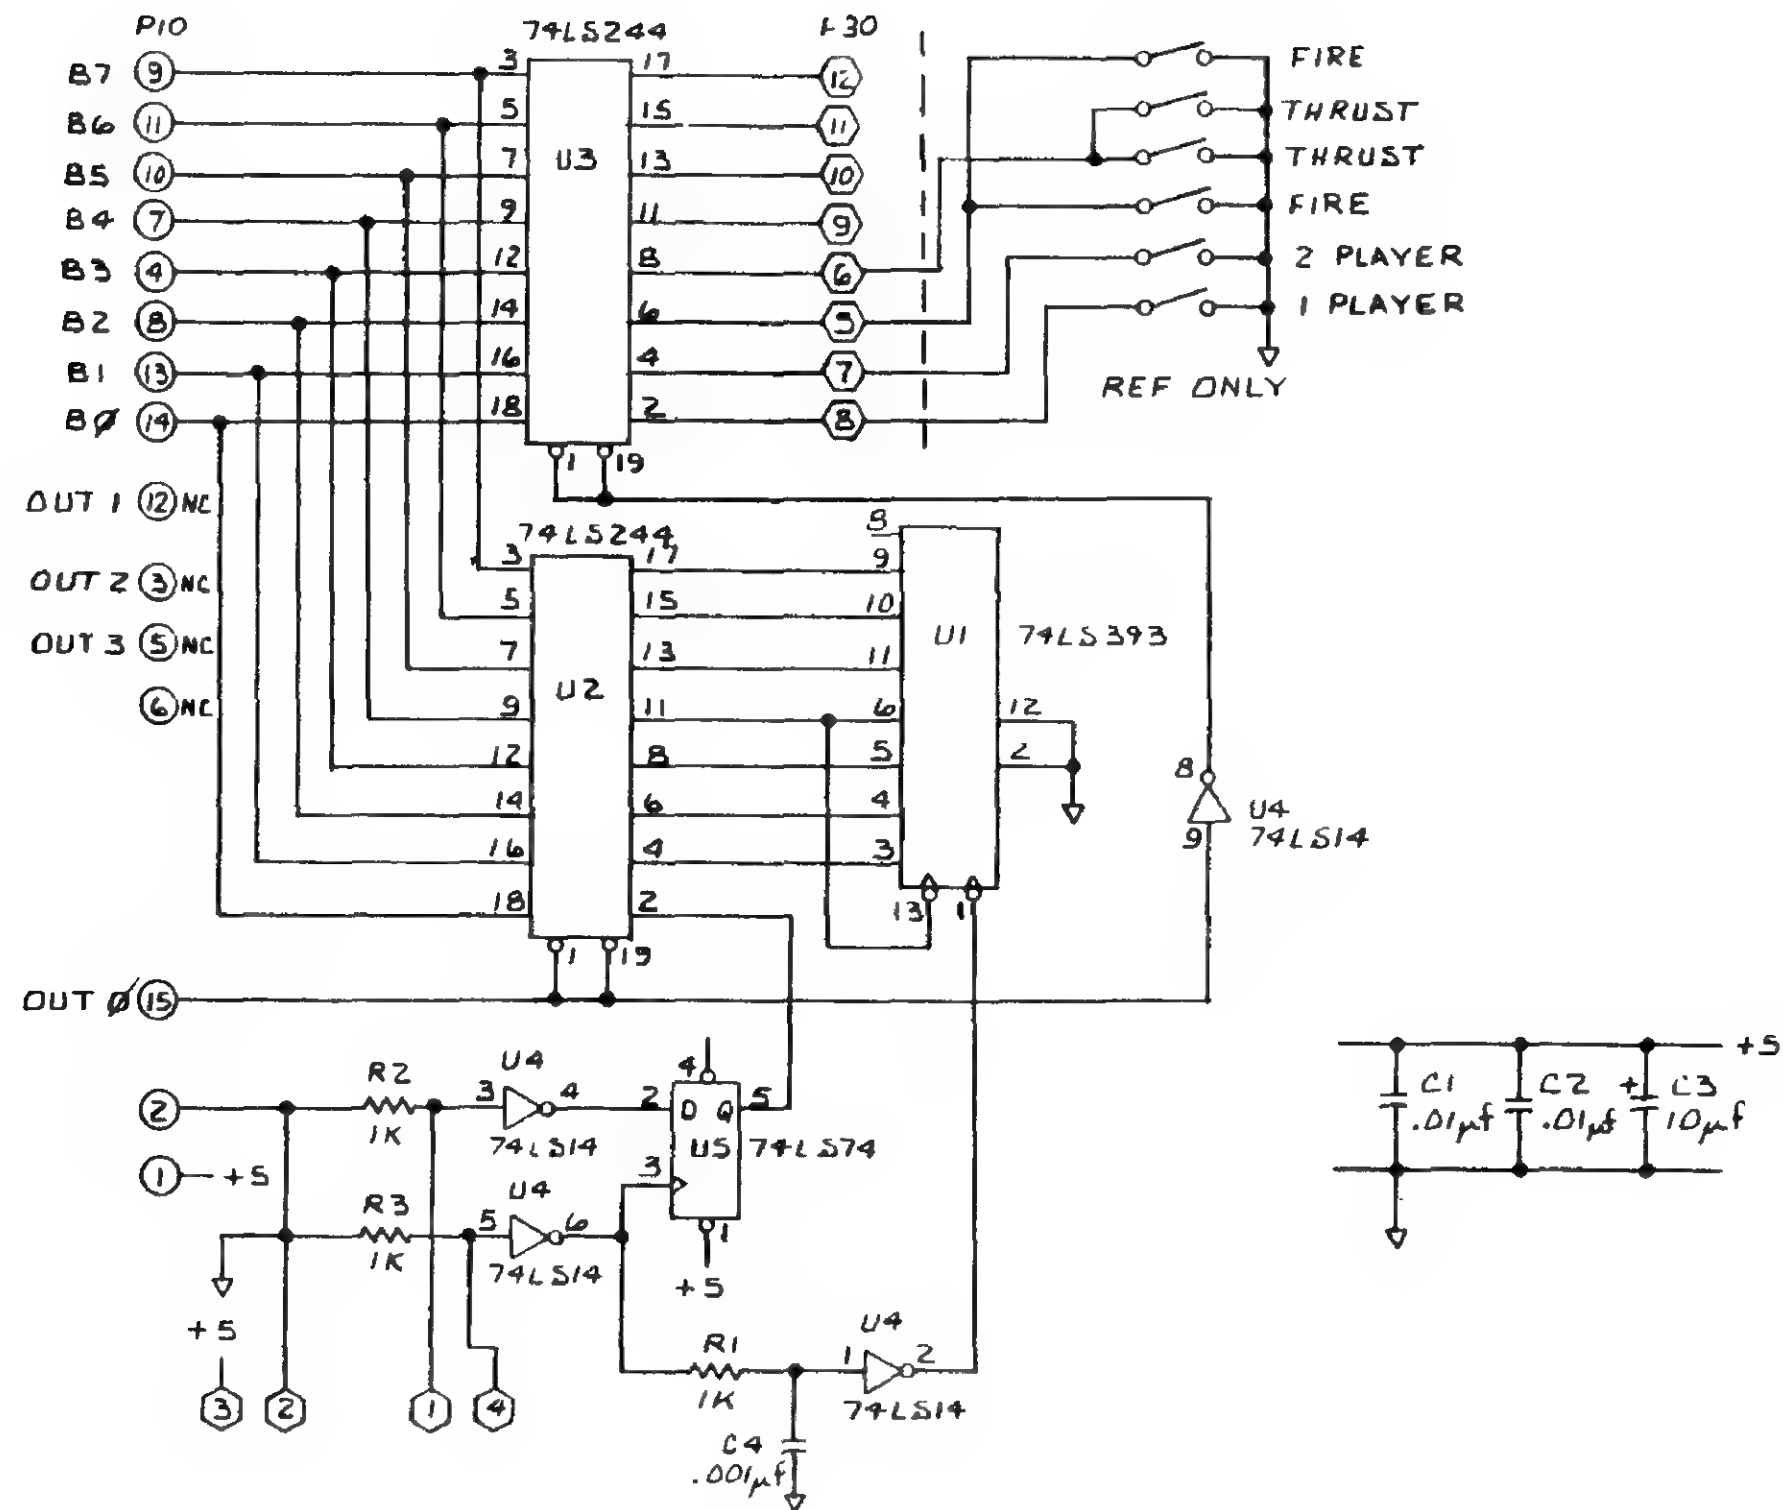 P10 74LS244 F30
B7 9 3 17 12 FIRE
B6 11 5 15 11 THRUST
B5 10 7 U3 13 10 THRUST
B4 7 9 11 9 FIRE
B3 4 12 8 6 2 PLAYER
B2 8 14 6 5 1 PLAYER
B1 13 16 4 7 REF ONLY
BØ 14 18 2 8
1 19
OUT 1 12 NC
74LS244 8
3 17 9
OUT 2 3 NC
5 15 10
OUT 3 5 NC U1 74LS393
7 13 11
U2
6 NC 9 11 6 12
12 8 5 2
14 6 4 8 U4
16 4 3 9 74LS14
18 2 13 1
1 19
OUT Ø 15
+5
R2 U4 4 C1 C2 + C3
2 3 4 2 D Q 5 .01µf .01µf 10µf
1K 74LS14 U5 74LS74
1 +5 3
R3 U4
5 6 1
1K 74LS14 +5
+5 R1 U4
1 2
3 2 1 4 1K 74LS14
C4
.001µf